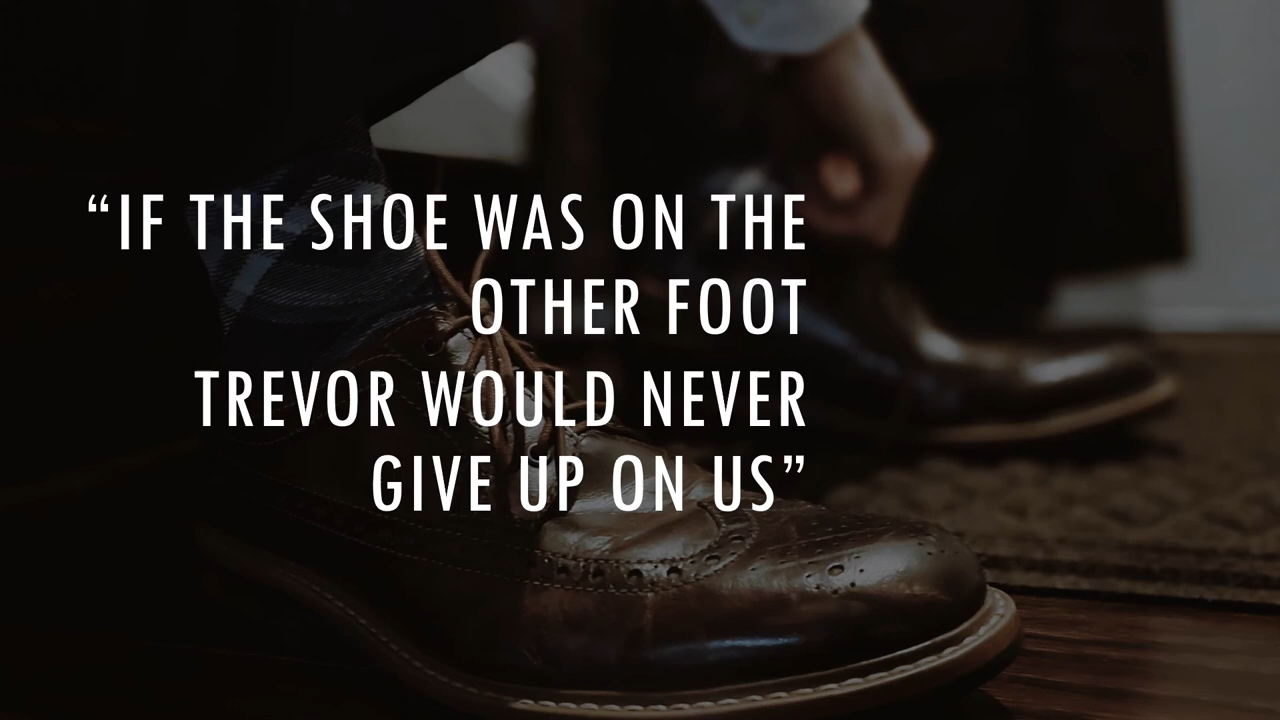 “IF THE SHOE WAS ON THE
OTHER FOOT
TREVOR WOULD NEVER
GIVE UP ON US”